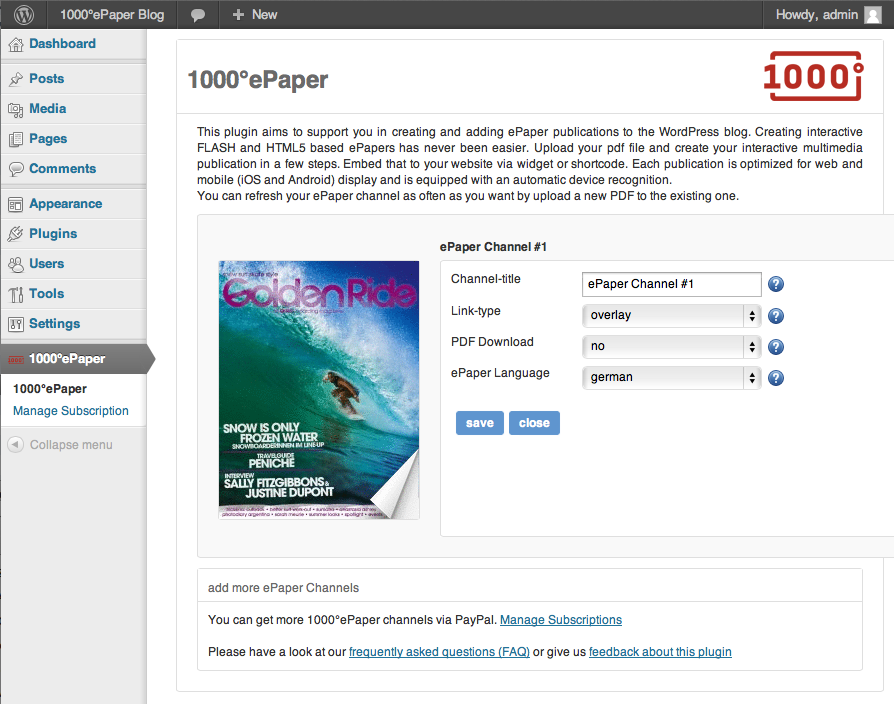 1000°ePaper Blog
New
Howdy, admin
Dashboard
Posts
Media
Pages
Comments
Appearance
Plugins
Users
Tools
Settings
1000°ePaper
1000°ePaper
Manage Subscription
Collapse menu
1000°ePaper
1000°
This plugin aims to support you in creating and adding ePaper publications to the WordPress blog. Creating interactive
FLASH and HTML5 based ePapers has never been easier. Upload your pdf file and create your interactive multimedia
publication in a few steps. Embed that to your website via widget or shortcode. Each publication is optimized for web and
mobile (iOS and Android) display and is equipped with an automatic device recognition.
You can refresh your ePaper channel as often as you want by upload a new PDF to the existing one.
Golden Ride
SNOW IS ONLY
FROZEN WATER
SNOWBOARDERINNEN IM LINE-UP
TRAVELGUIDE
PENICHE
INTERVIEW
SALLY FITZGIBBONS &
JUSTINE DUPONT
ePaper Channel #1
Channel-title
ePaper Channel #1
?
Link-type
overlay
?
PDF Download
no
?
ePaper Language
german
?
save
close
add more ePaper Channels
You can get more 1000°ePaper channels via PayPal. Manage Subscriptions
Please have a look at our frequently asked questions (FAQ) or give us feedback about this plugin